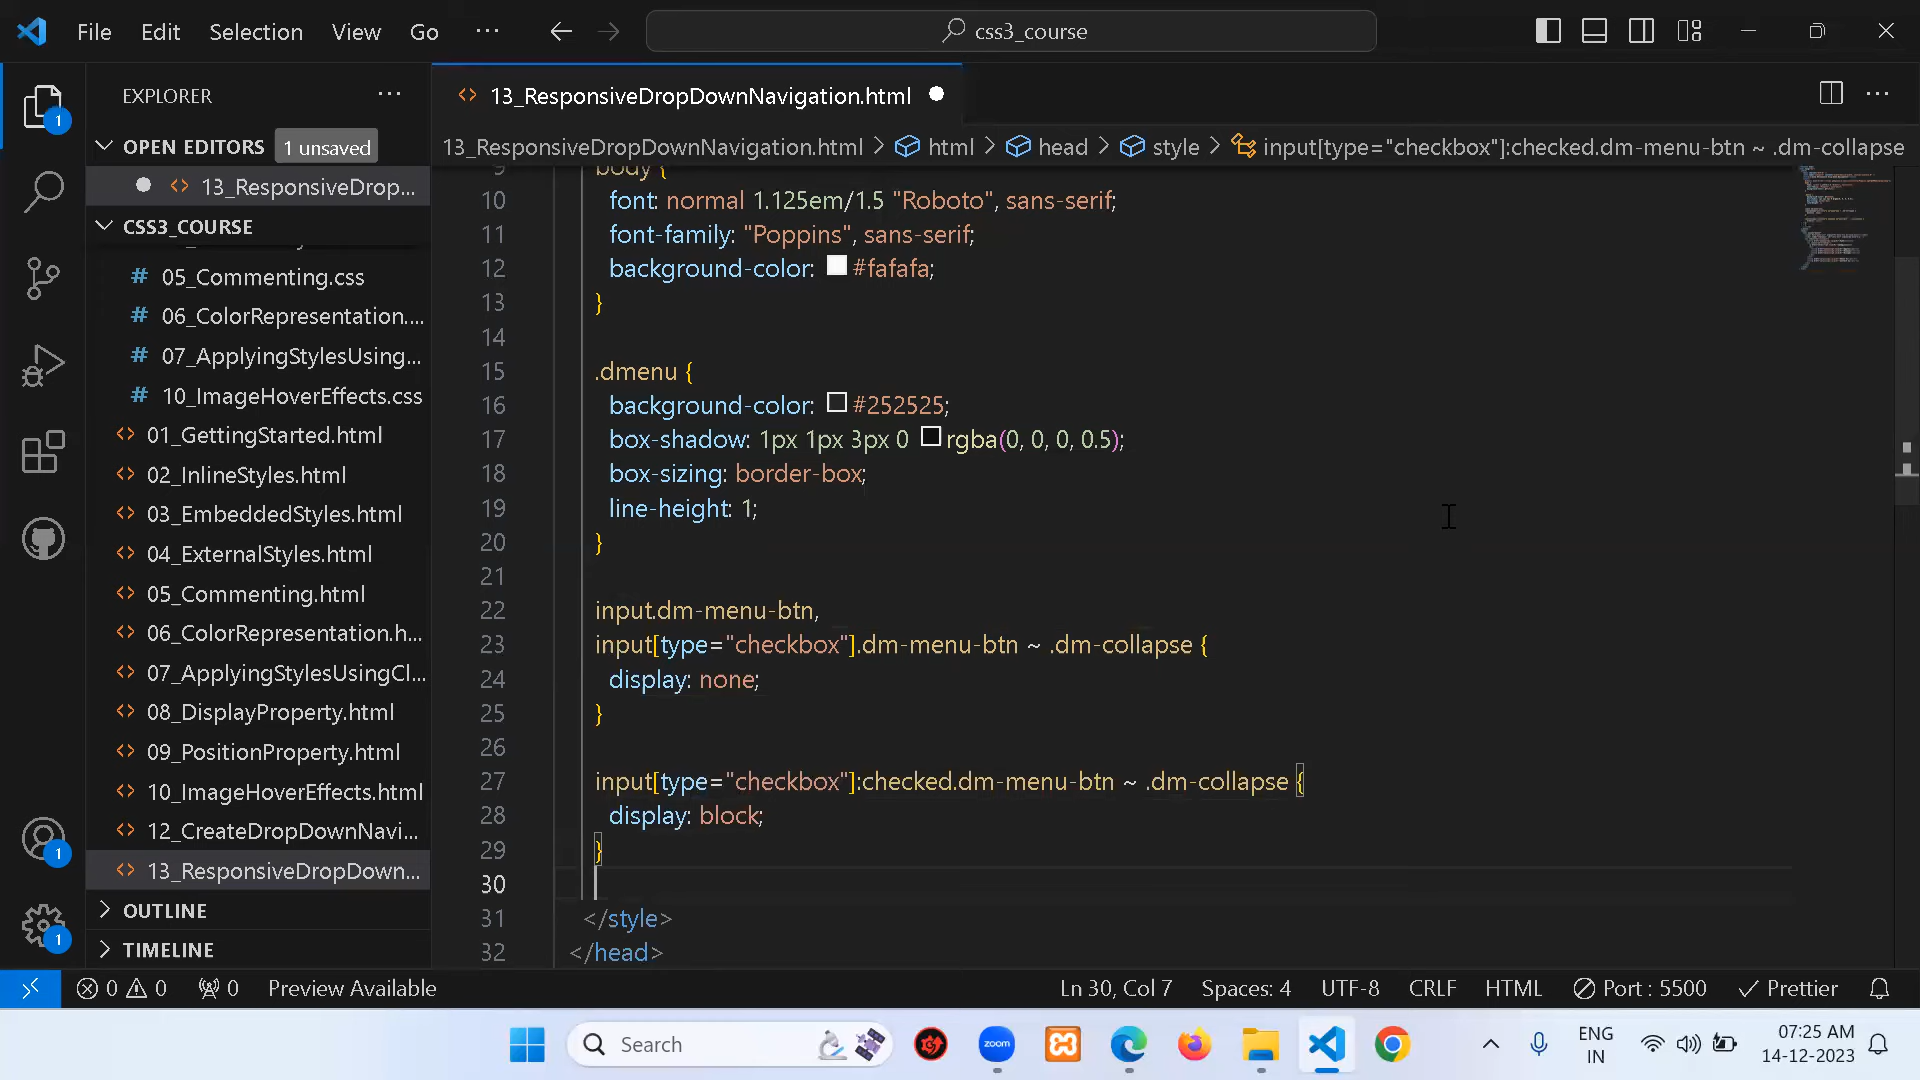 File Edit Selection View Go ··· css3_course
EXPLORER ···
OPEN EDITORS 1 unsaved
13_ResponsiveDrop...
CSS3_COURSE
05_Commenting.css
06_ColorRepresentation....
07_ApplyingStylesUsing...
10_ImageHoverEffects.css
01_GettingStarted.html
02_InlineStyles.html
03_EmbeddedStyles.html
04_ExternalStyles.html
05_Commenting.html
06_ColorRepresentation.h...
07_ApplyingStylesUsingCl...
08_DisplayProperty.html
09_PositionProperty.html
10_ImageHoverEffects.html
12_CreateDropDownNavi...
13_ResponsiveDropDown...
OUTLINE
TIMELINE
13_ResponsiveDropDownNavigation.html
13_ResponsiveDropDownNavigation.html > html > head > style > input[type="checkbox"]:checked.dm-menu-btn ~ .dm-collapse
9 body {
10 font: normal 1.125em/1.5 "Roboto", sans-serif;
11 font-family: "Poppins", sans-serif;
12 background-color: #fafafa;
13 }
14
15 .dmenu {
16 background-color: #252525;
17 box-shadow: 1px 1px 3px 0 rgba(0, 0, 0, 0.5);
18 box-sizing: border-box;
19 line-height: 1;
20 }
21
22 input.dm-menu-btn,
23 input[type="checkbox"].dm-menu-btn ~ .dm-collapse {
24 display: none;
25 }
26
27 input[type="checkbox"]:checked.dm-menu-btn ~ .dm-collapse {
28 display: block;
29 }
30
31 </style>
32 </head>
1
1
1
0 0 0 Preview Available Ln 30, Col 7 Spaces: 4 UTF-8 CRLF HTML Port : 5500 Prettier
Search zoom ENG IN 07:25 AM 14-12-2023